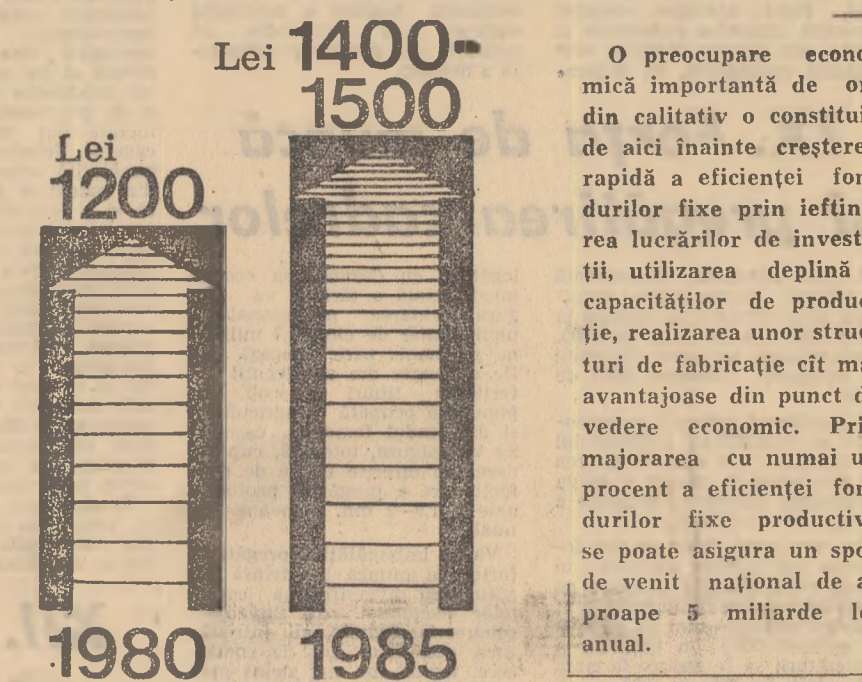 Lei 1400-
1500
Lei
1200
1980
1985
O preocupare econo
mică importantă de or
din calitativ o constitui
de aici înainte creștere
rapidă a eficienței fon
durilor fixe prin ieftin
rea lucrărilor de invest
ții, utilizarea deplină
capacităților de produc
ție, realizarea unor struc
turi de fabricație cît ma
avantajoase din punct d
vedere economic. Pri
majorarea cu numai u
procent a eficienței fon
durilor fixe productiv
se poate asigura un spo
de venit național de a
proape 5 miliarde le
anual.